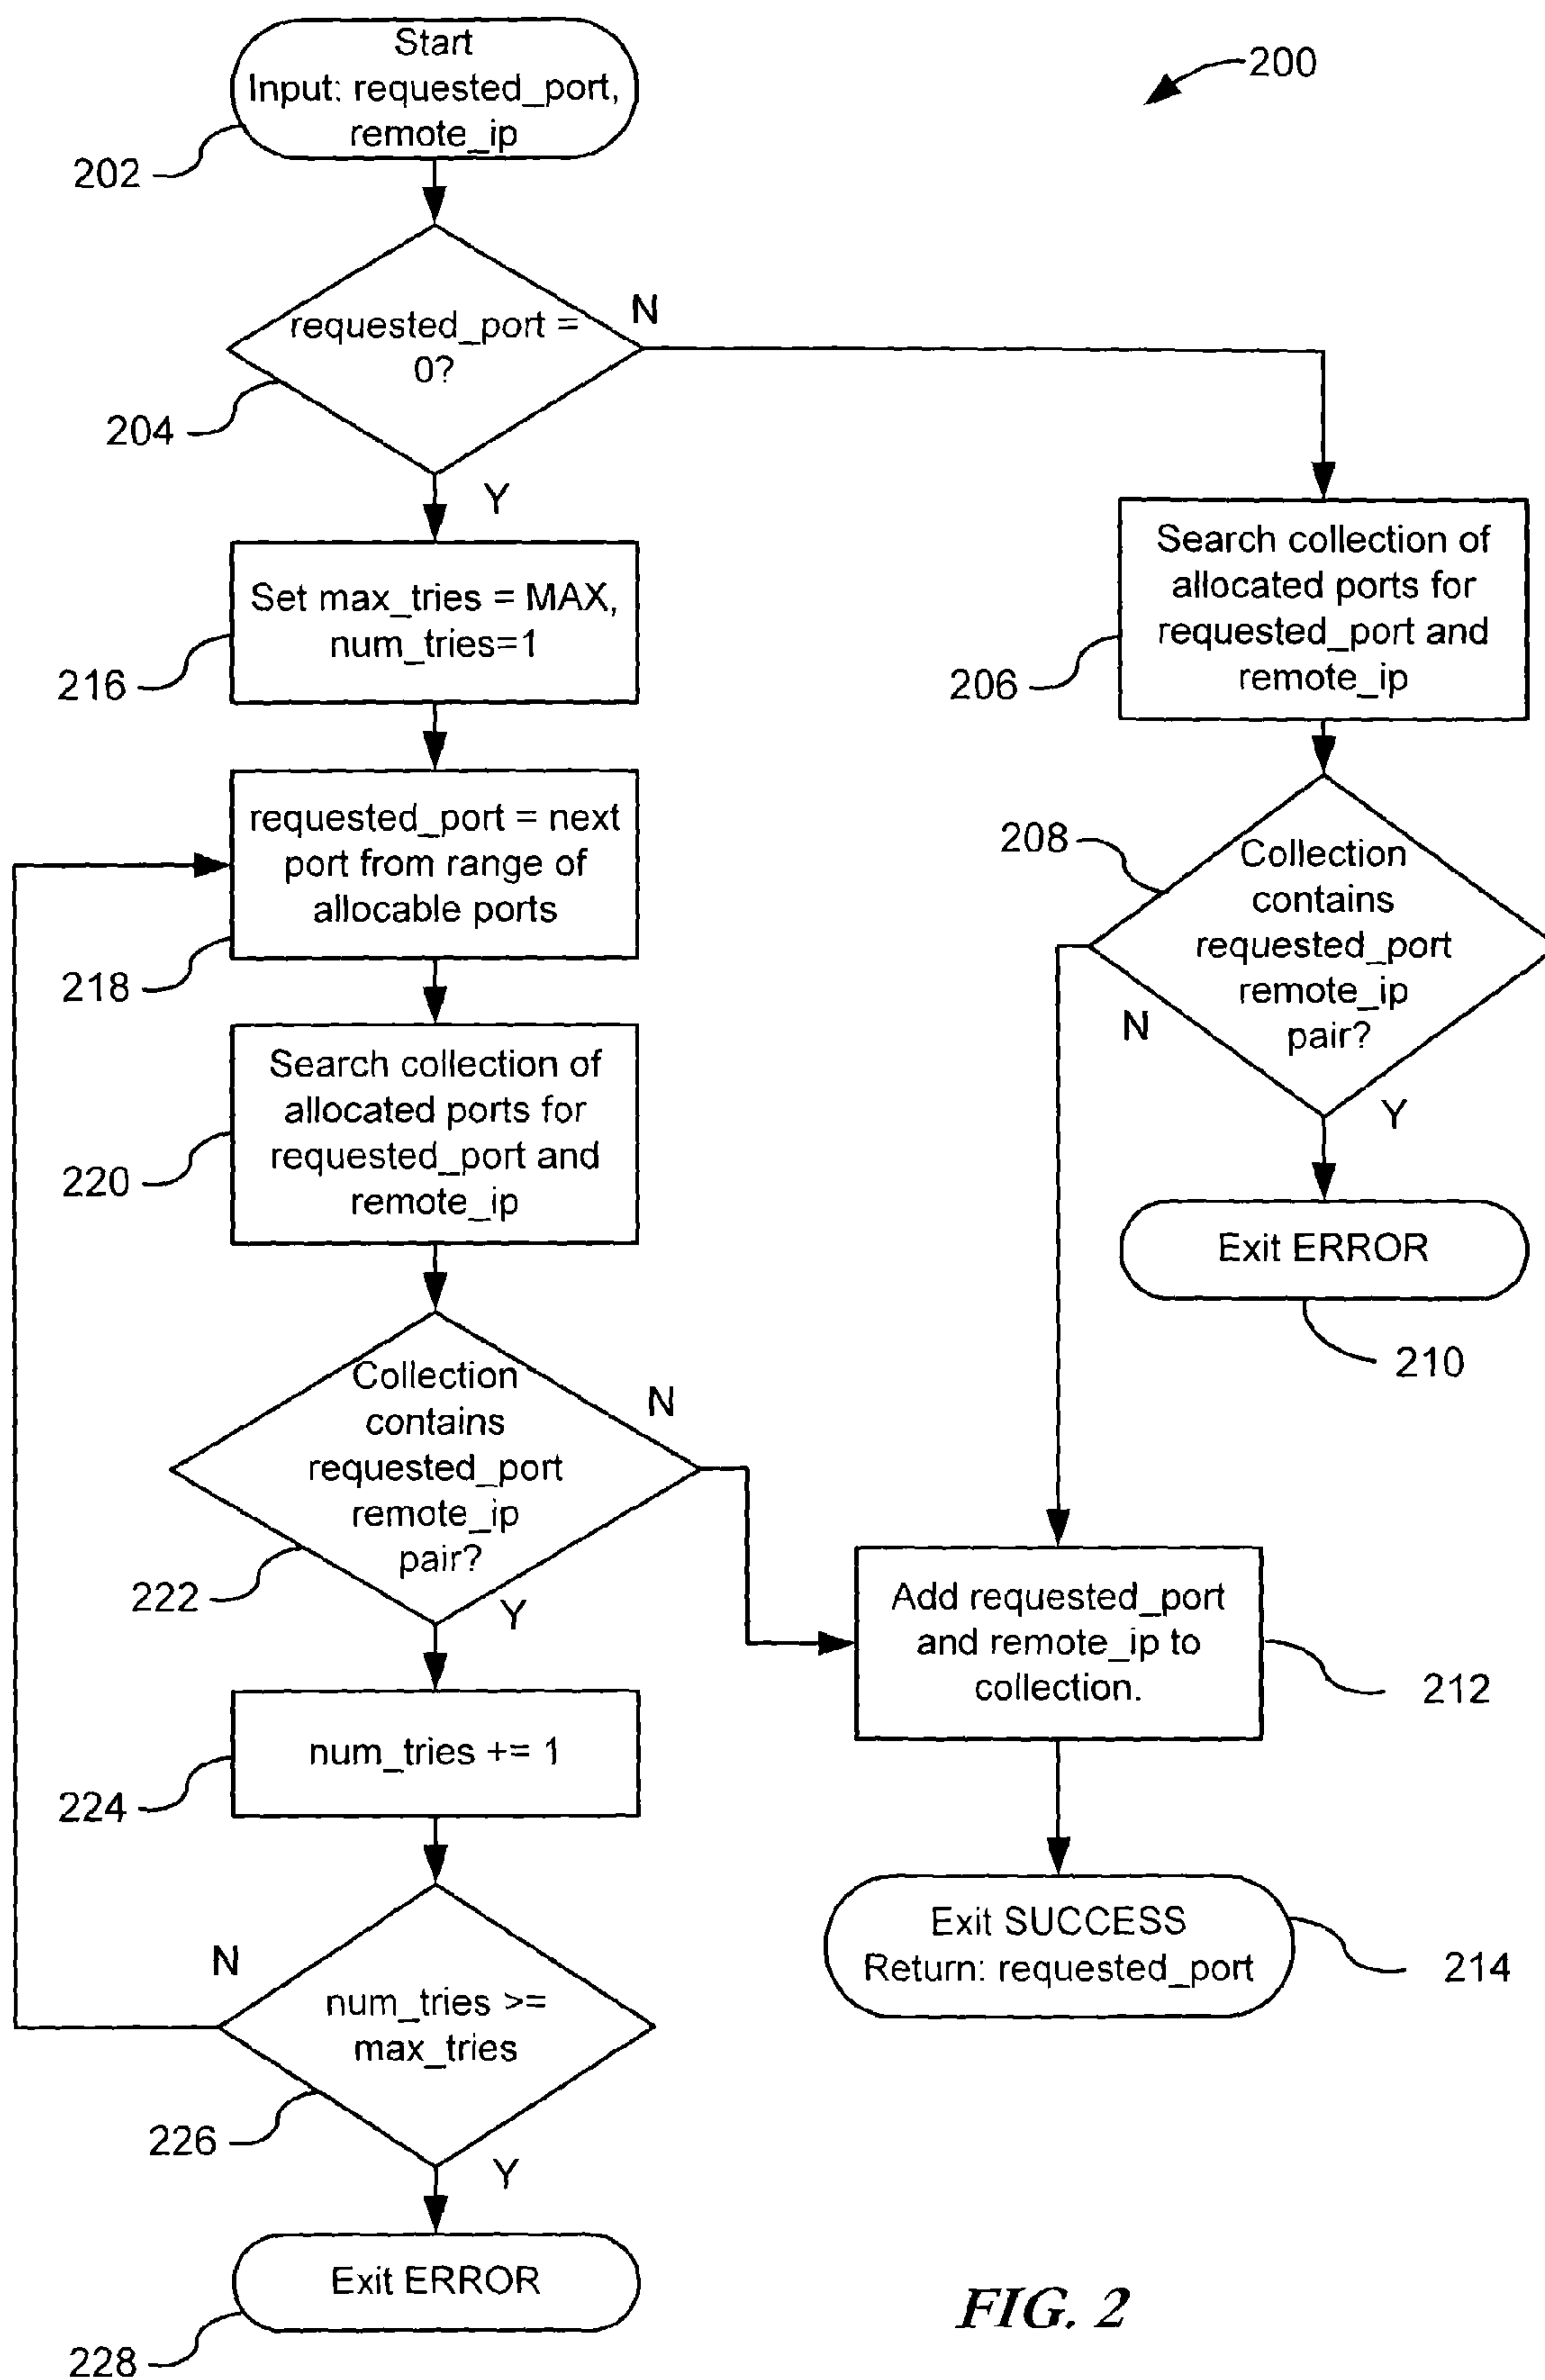 Start
Input: requested_port,
remote_ip
200
202
requested_port =
0?
N
204
Y
Set max_tries = MAX,
num_tries=1
216
Search collection of
allocated ports for
requested_port and
remote_ip
206
requested_port = next
port from range of
allocable ports
218
208
Collection
contains
requested_port
remote_ip
pair?
N
Y
Search collection of
allocated ports for
requested_port and
remote_ip
220
Exit ERROR
210
Collection
contains
requested_port
remote_ip
pair?
N
222
Y
Add requested_port
and remote_ip to
collection.
212
num_tries += 1
224
Exit SUCCESS
Return: requested_port
214
N
num_tries >=
max_tries
226
Y
Exit ERROR
228
FIG. 2